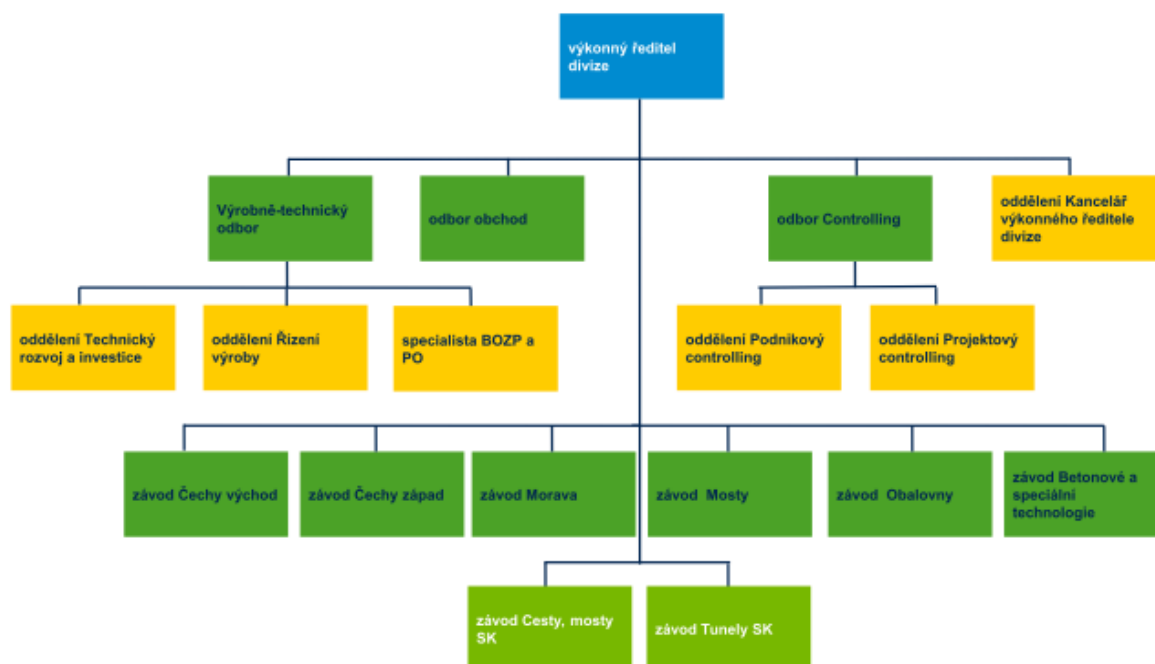 výkonný ředitel
divize
Výrobně-technický
odbor
odbor obchod
odbor Controlling
oddělení Kancelář
výkonného ředitele
divize
oddělení Technický
rozvoj a investice
oddělení Řízení
výroby
specialista BOZP a
PO
oddělení Podnikový
controlling
oddělení Projektový
controlling
závod Čechy východ
závod Čechy západ
závod Morava
závod Mosty
závod Obalovny
závod Betonové a
speciální
technologie
závod Cesty, mosty
SK
závod Tunely SK